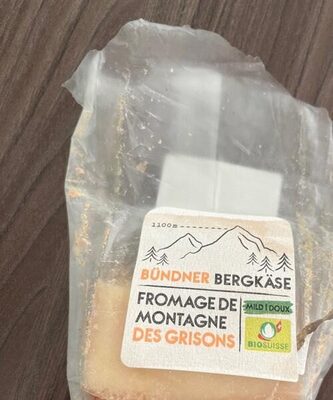 1100m
BÜNDNER BERGKÄSE
FROMAGE DE
MONTAGNE
DES GRISONS
MILD | DOUX
BIOSUISSE